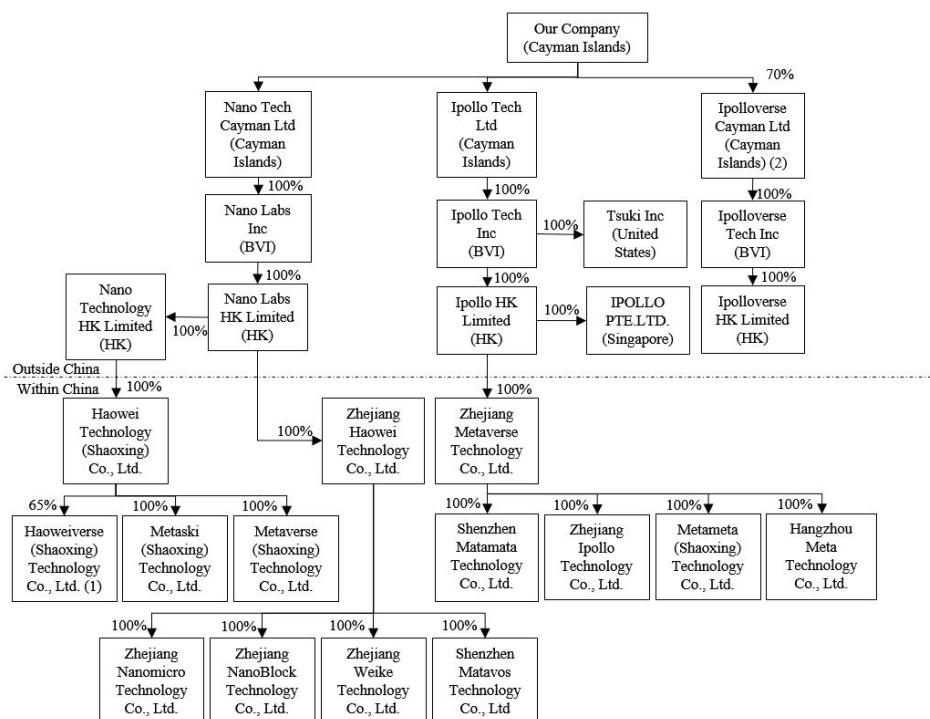 Our Company
(Cayman Islands)
70%
Nano Tech
Cayman Ltd
(Cayman
Islands)
Ipollo Tech
Ltd
(Cayman
Islands)
Ipolloverse
Cayman Ltd
(Cayman
Islands) (2)
100%
100%
100%
Nano Labs
Inc
(BVI)
Ipollo Tech
Inc
(BVI)
100%
Tsuki Inc
(United
States)
Ipolloverse
Tech Inc
(BVI)
100%
100%
100%
Nano
Technology
HK Limited
(HK)
100%
Nano Labs
HK Limited
(HK)
Ipollo HK
Limited
(HK)
100%
IPOLLO
PTE.LTD.
(Singapore)
Ipolloverse
HK Limited
(HK)
Outside China
Within China
100%
100%
Haowei
Technology
(Shaoxing)
Co., Ltd.
100%
Zhejiang
Haowei
Technology
Co., Ltd.
Zhejiang
Metaverse
Technology
Co., Ltd.
65%
100%
100%
100%
100%
100%
100%
Haoweiverse
(Shaoxing)
Technology
Co., Ltd. (1)
Metaski
(Shaoxing)
Technology
Co., Ltd.
Metaverse
(Shaoxing)
Technology
Co., Ltd.
Shenzhen
Matamata
Technology
Co., Ltd.
Zhejiang
Ipollo
Technology
Co., Ltd.
Metameta
(Shaoxing)
Technology
Co., Ltd.
Hangzhou
Meta
Technology
Co., Ltd.
100%
100%
100%
100%
Zhejiang
Nanomicro
Technology
Co., Ltd.
Zhejiang
NanoBlock
Technology
Co., Ltd.
Zhejiang
Weike
Technology
Co., Ltd.
Shenzhen
Matavos
Technology
Co., Ltd